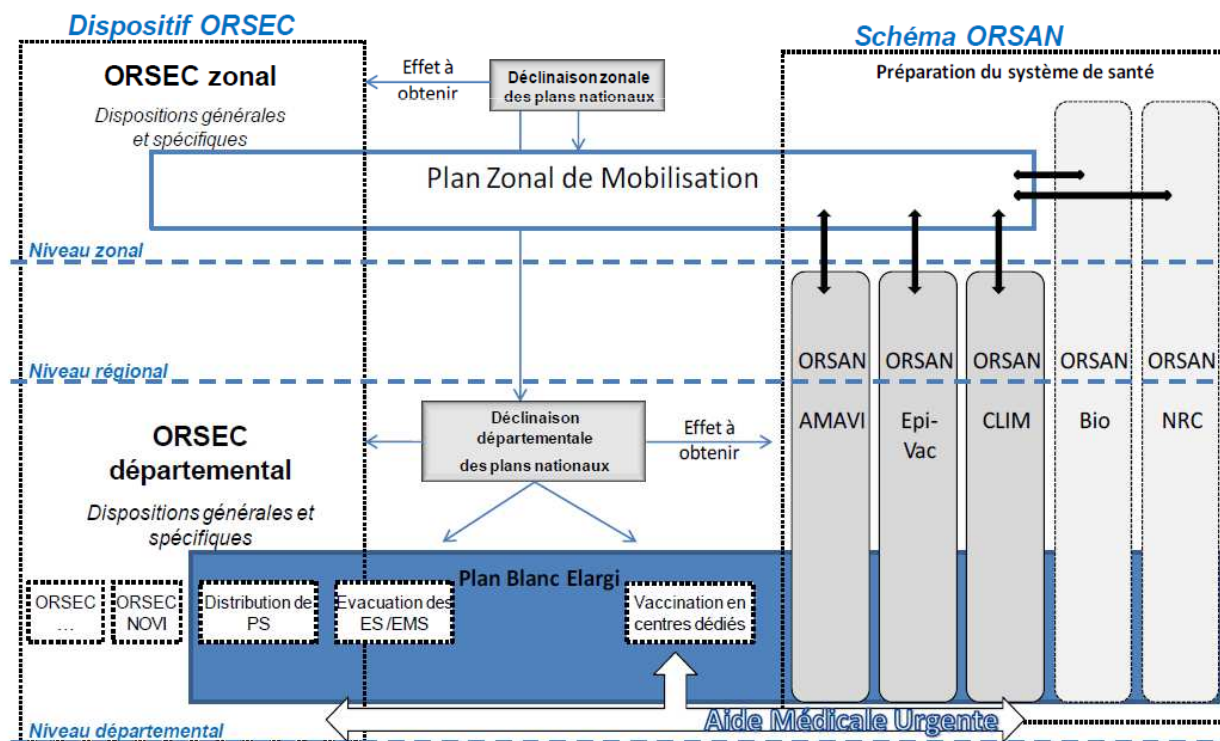 Dispositif ORSEC
Schéma ORSAN
ORSEC zonal
Dispositions générales
et spécifiques
Effet à
obtenir
Déclinaison zonale
des plans nationaux
Préparation du système de santé
Plan Zonal de Mobilisation
Niveau zonal
Niveau régional
ORSAN
AMAVI
ORSAN
Epi-
Vac
ORSAN
CLIM
ORSAN
Bio
ORSAN
NRC
ORSEC
départemental
Dispositions générales et
spécifiques
Déclinaison
départementale
des plans nationaux
Effet à
obtenir
Plan Blanc Elargi
ORSEC
...
ORSEC
NOVI
Distribution de
PS
Evacuation des
ES /EMS
Vaccination en
centres dédiés
Aide Médicale Urgente
Niveau départemental